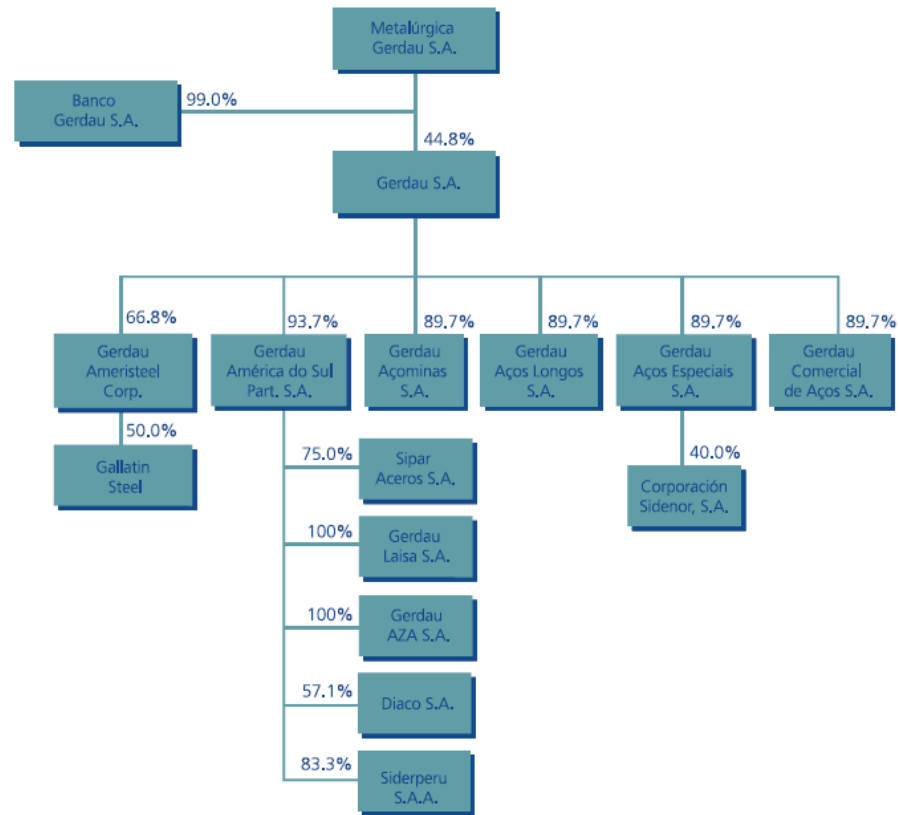 Metalúrgica
Gerdau S.A.
Banco
Gerdau S.A.
99.0%
44.8%
Gerdau S.A.
66.8%
93.7%
89.7%
89.7%
89.7%
89.7%
Gerdau
Ameristeel
Corp.
Gerdau
América do Sul
Part. S.A.
Gerdau
Açominas
S.A.
Gerdau
Aços Longos
S.A.
Gerdau
Aços Especiais
S.A.
Gerdau
Comercial
de Aços S.A.
50.0%
Gallatin
Steel
75.0%
Sipar
Aceros S.A.
40.0%
Corporación
Sidenor, S.A.
100%
Gerdau
Laisa S.A.
100%
Gerdau
AZA S.A.
57.1%
Diaco S.A.
83.3%
Siderperu
S.A.A.